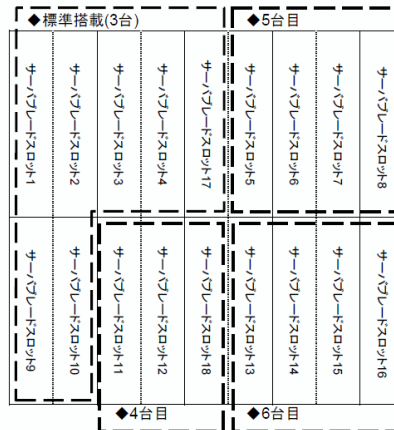 ◆標準搭載(3台)
◆5台目
サーバブレードスロット1
サーバブレードスロット2
サーバブレードスロット3
サーバブレードスロット4
サーバブレードスロット17
サーバブレードスロット5
サーバブレードスロット6
サーバブレードスロット7
サーバブレードスロット8
サーバブレードスロット9
サーバブレードスロット10
サーバブレードスロット11
サーバブレードスロット12
サーバブレードスロット18
サーバブレードスロット13
サーバブレードスロット14
サーバブレードスロット15
サーバブレードスロット16
◆4台目
◆6台目